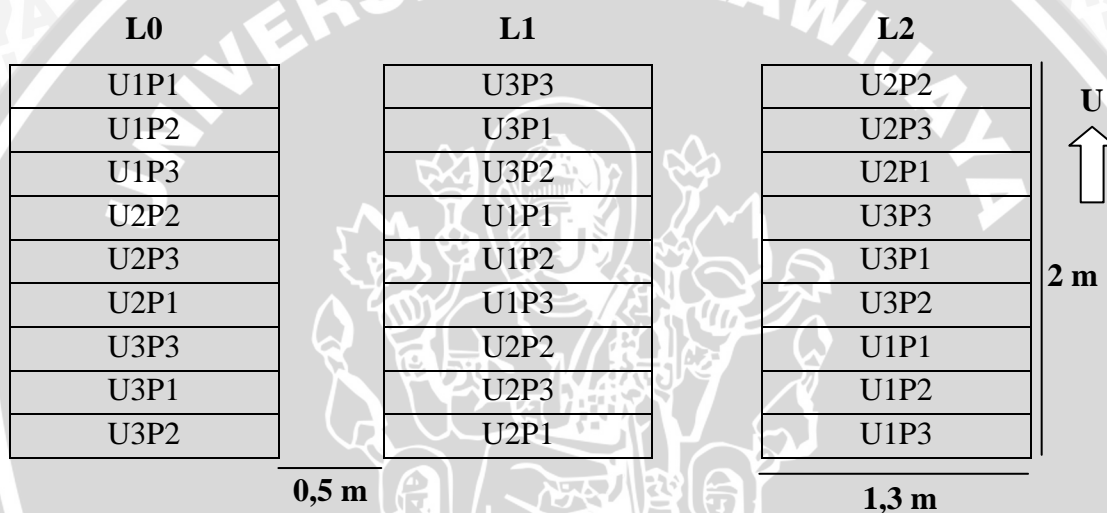 L0 L1 L2
U1P1 U3P3 U2P2
U1P2 U3P1 U2P3
U1P3 U3P2 U2P1
U2P2 U1P1 U3P3
U2P3 U1P2 U3P1
U2P1 U1P3 U3P2
U3P3 U2P2 U1P1
U3P1 U2P3 U1P2
U3P2 U2P1 U1P3
U
2 m
0,5 m
1,3 m